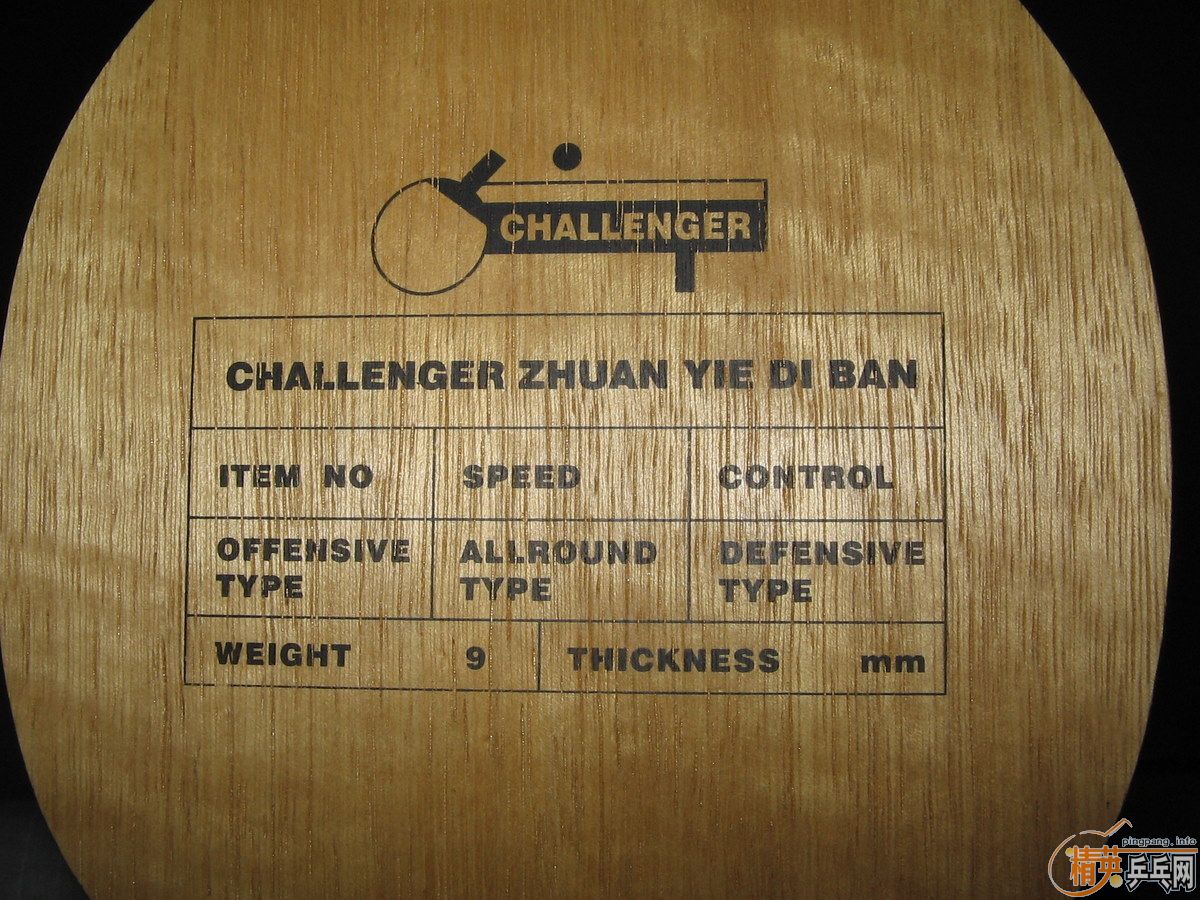 CHALLENGER
CHALLENGER ZHUAN YIE DI BAN
ITEM NO SPEED CONTROL
OFFENSIVE TYPE ALLROUND TYPE DEFENSIVE TYPE
WEIGHT 9 THICKNESS mm
pingpang.info
精英乒乓网